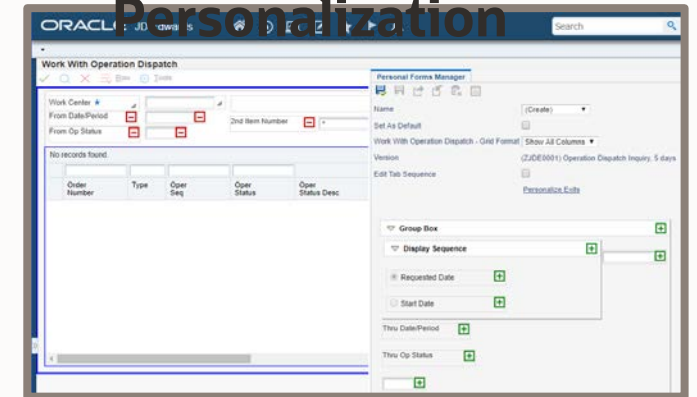 Personalization
ORACLE JD Edwards
Search
Work With Operation Dispatch
Work Center
From Date/Period
From Op Status
2nd Item Number
No records found.
Order Number
Type
Oper Seq
Oper Status
Oper Status Desc
Personal Forms Manager
Name
(Create)
Set As Default
Work With Operation Dispatch - Grid Format
Show All Columns
Version
(ZJDE0001) Operation Dispatch Inquiry, 5 days
Edit Tab Sequence
Personalize Exits
Group Box
Display Sequence
Requested Date
Start Date
Thru Date/Period
Thru Op Status